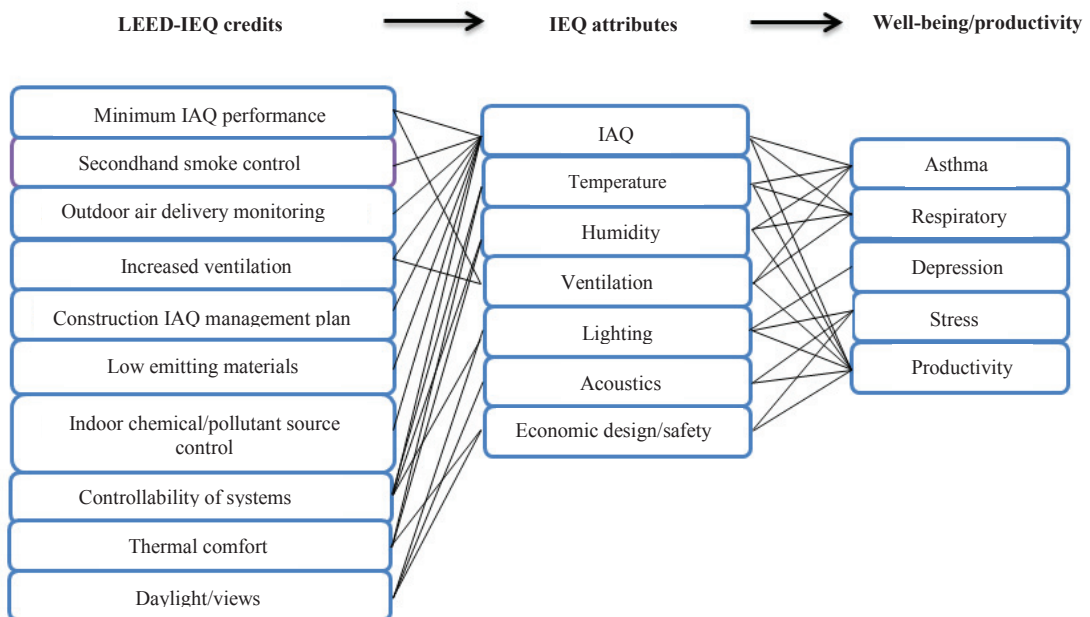 LEED-IEQ credits
IEQ attributes
Well-being/productivity
Minimum IAQ performance
Secondhand smoke control
Outdoor air delivery monitoring
Increased ventilation
Construction IAQ management plan
Low emitting materials
Indoor chemical/pollutant source
control
Controllability of systems
Thermal comfort
Daylight/views
IAQ
Temperature
Humidity
Ventilation
Lighting
Acoustics
Economic design/safety
Asthma
Respiratory
Depression
Stress
Productivity